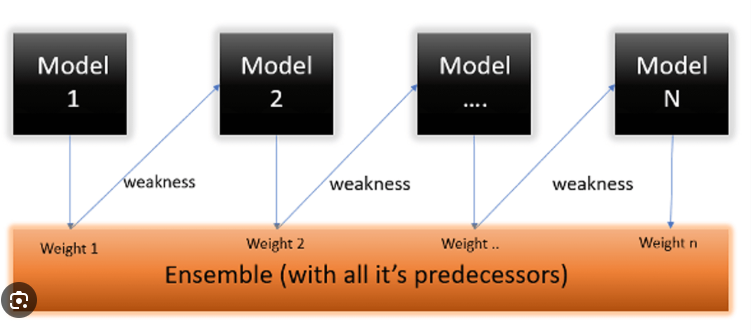 Model
1
Model
2
Model
....
Model
N
weakness
weakness
weakness
Weight 1
Weight 2
Weight ..
Weight n
Ensemble (with all it's predecessors)